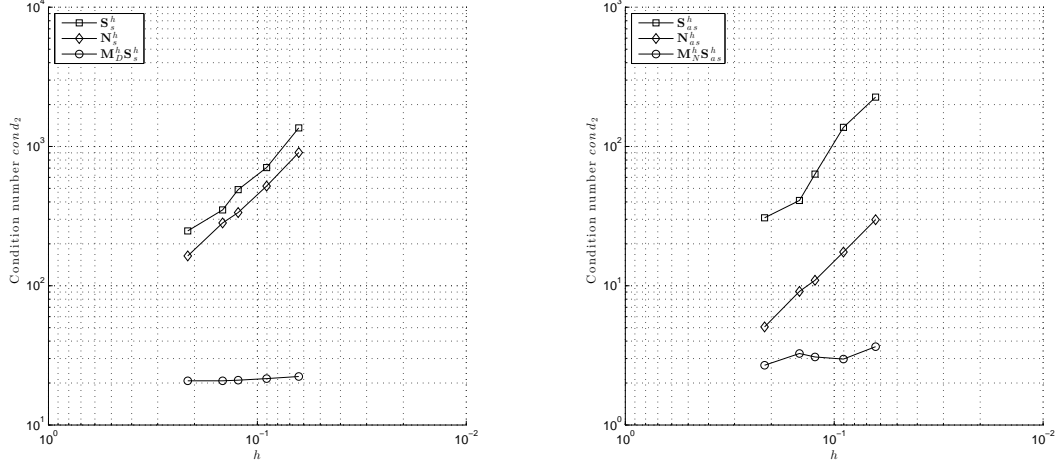 10^4
S_s^h
N_s^h
M_D^h S_s^h
10^3
10^2
10^1
Condition number cond_2
10^0
10^-1
10^-2
h
10^3
S_as^h
N_as^h
M_N^h S_as^h
10^2
10^1
10^0
Condition number cond_2
10^0
10^-1
10^-2
h